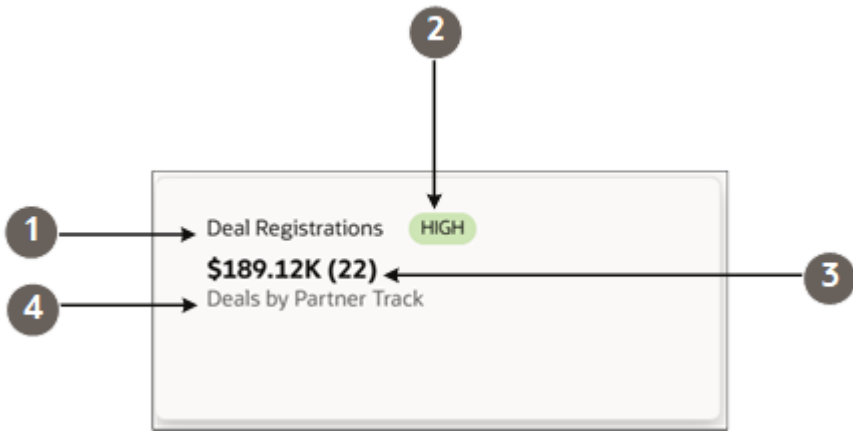 2
1
Deal Registrations HIGH
$189.12K (22)
3
4
Deals by Partner Track